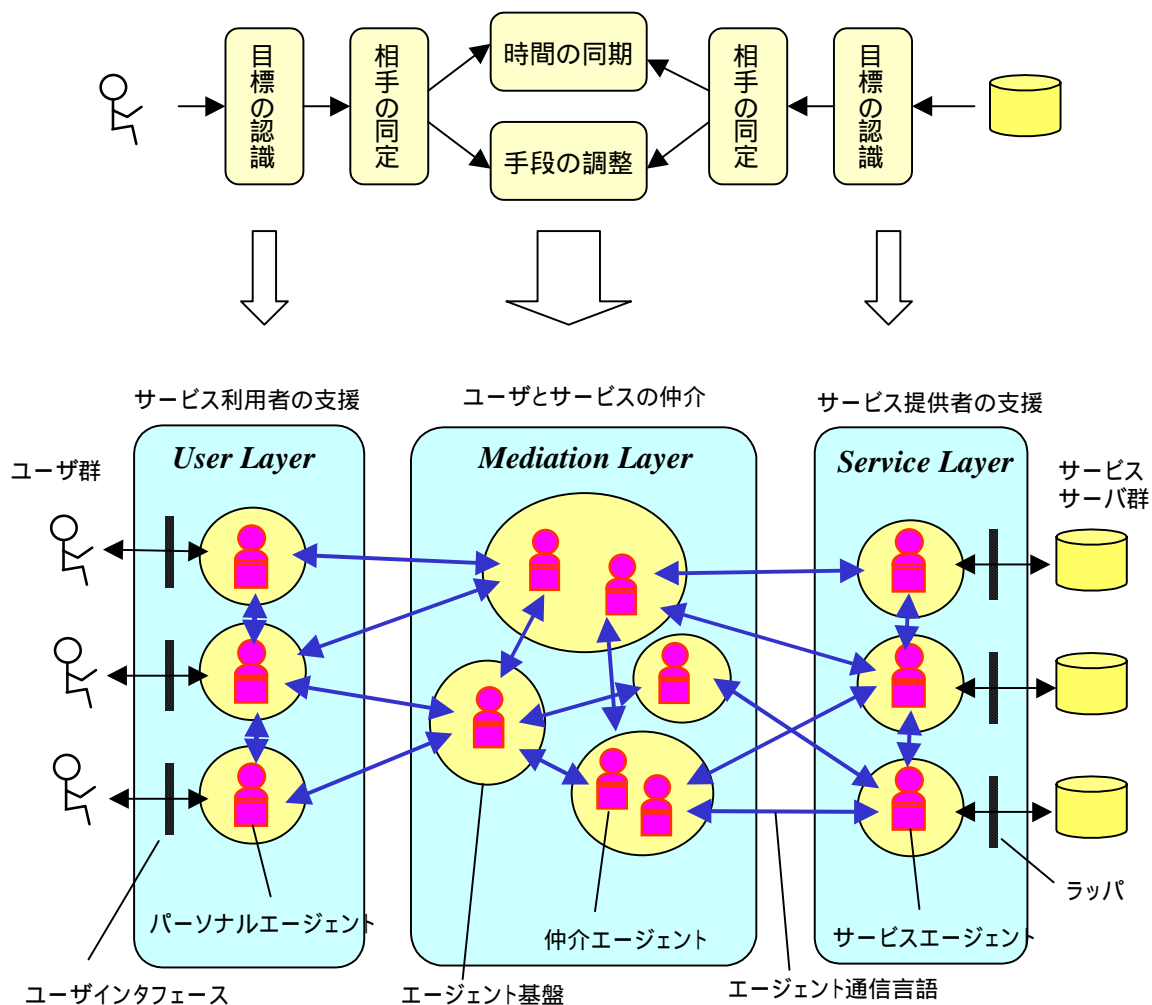 目標の認識
相手の同定
時間の同期
手段の調整
相手の同定
目標の認識
サービス利用者の支援
ユーザとサービスの仲介
サービス提供者の支援
User Layer
Mediation Layer
Service Layer
ユーザ群
サービス
サーバ群
パーソナルエージェント
仲介エージェント
サービスエージェント
ラッパ
ユーザインタフェース
エージェント基盤
エージェント通信言語